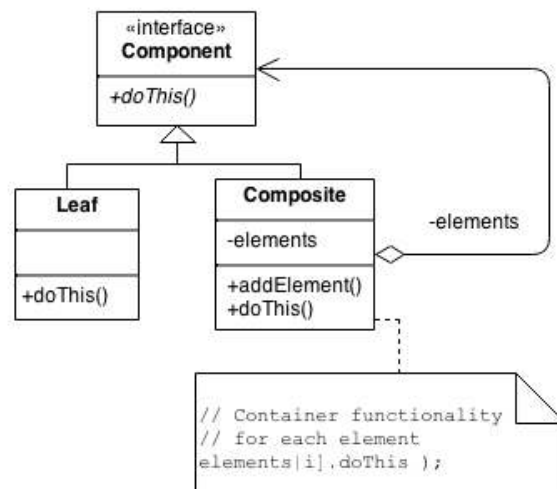 «interface»
Component
+doThis()
Leaf
+doThis()
Composite
-elements
+addElement()
+doThis()
-elements
// Container functionality
// for each element
elements[i].doThis );